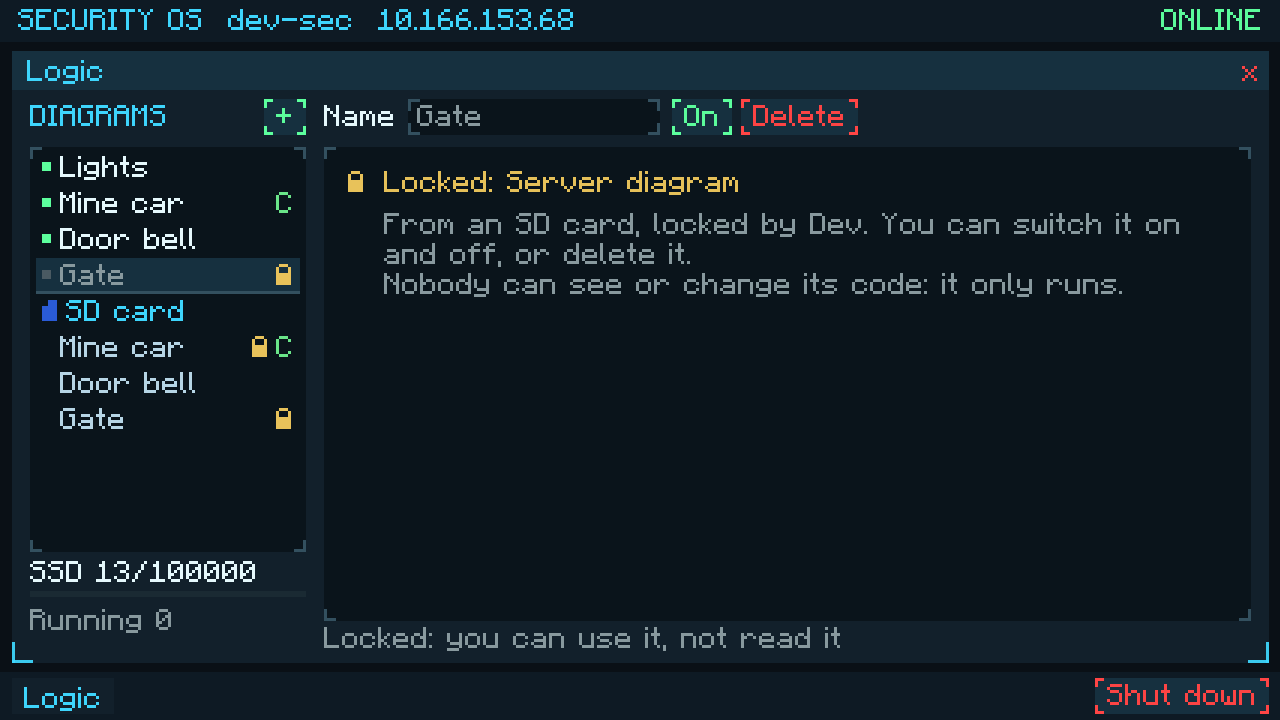 SECURITY OS dev-sec 10.166.153.68 ONLINE
Logic x
DIAGRAMS [+] Name Gate [On] [Delete]
Lights
Mine car C
Door bell
Gate
SD card
Mine car C
Door bell
Gate
SSD 13/100000
Running 0
Locked: Server diagram
From an SD card, locked by Dev. You can switch it on
and off, or delete it.
Nobody can see or change its code: it only runs.
Locked: you can use it, not read it
Logic [Shut down]